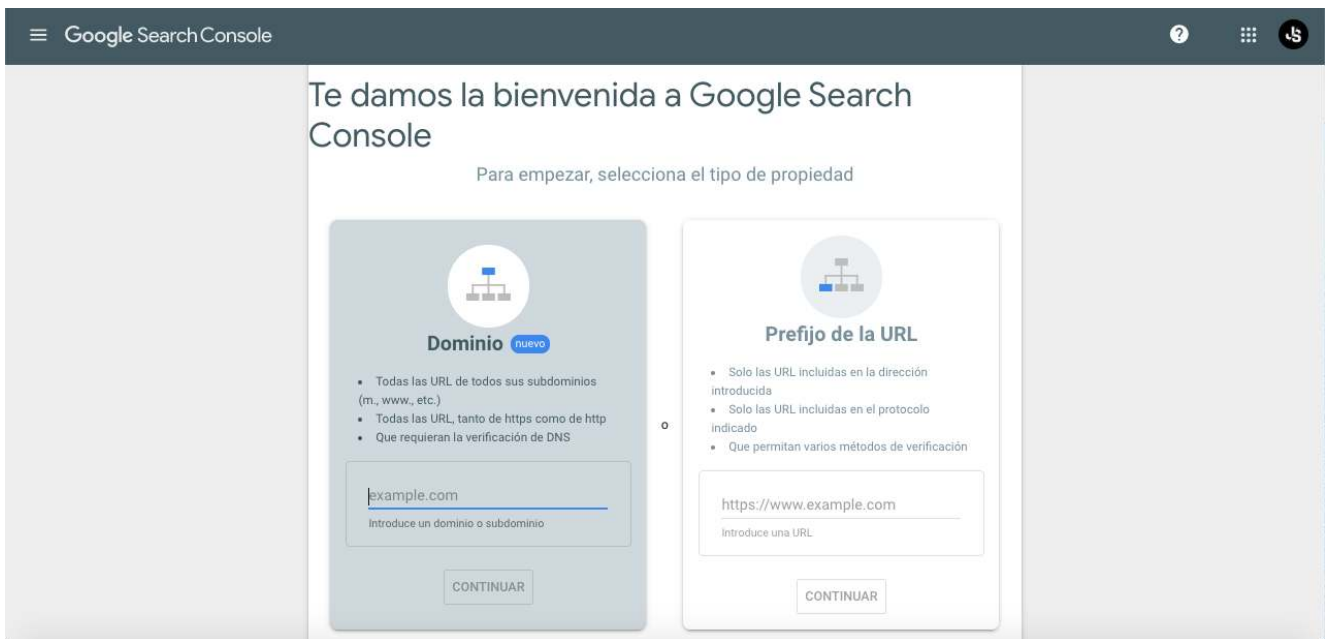 Google Search Console
JS
Te damos la bienvenida a Google Search
Console
Para empezar, selecciona el tipo de propiedad
Dominio nuevo
• Todas las URL de todos sus subdominios
(m., www., etc.)
• Todas las URL, tanto de https como de http
• Que requieran la verificación de DNS
example.com
Introduce un dominio o subdominio
CONTINUAR
o
Prefijo de la URL
• Solo las URL incluidas en la dirección
introducida
• Solo las URL incluidas en el protocolo
indicado
• Que permitan varios métodos de verificación
https://www.example.com
Introduce una URL
CONTINUAR